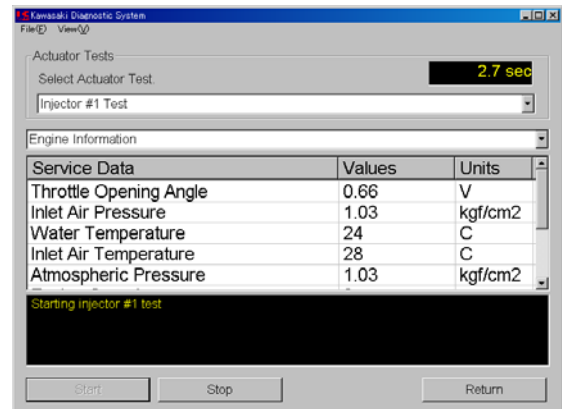 Kawasaki Diagnostic System
File(F) View(V)
Actuator Tests
2.7 sec
Select Actuator Test.
Injector #1 Test
Engine Information
Service Data Values Units
Throttle Opening Angle 0.66 V
Inlet Air Pressure 1.03 kgf/cm2
Water Temperature 24 C
Inlet Air Temperature 28 C
Atmospheric Pressure 1.03 kgf/cm2
Starting injector #1 test
Start Stop Return